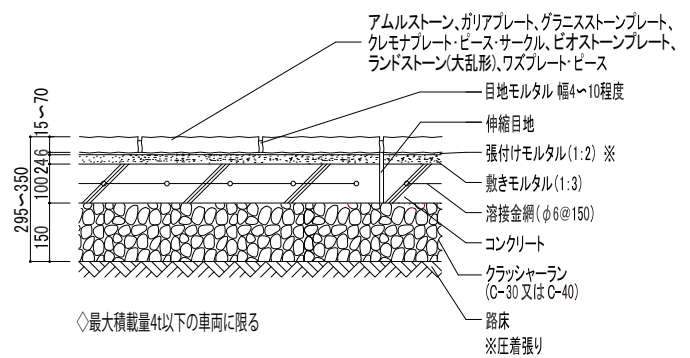 アムルストーン、ガリアプレート、グラニスストーンプレート、
クレモナプレート・ピース・サークル、ビオストーンプレート、
ランドストーン(大乱形)、ワズプレート・ピース
目地モルタル 幅4〜10程度
伸縮目地
張付けモルタル(1:2) ※
敷きモルタル(1:3)
溶接金網(φ6@150)
コンクリート
クラッシャーラン
(C-30又はC-40)
路床
※圧着張り
15〜70
6
24
100
150
295〜350
◇最大積載量4t以下の車両に限る